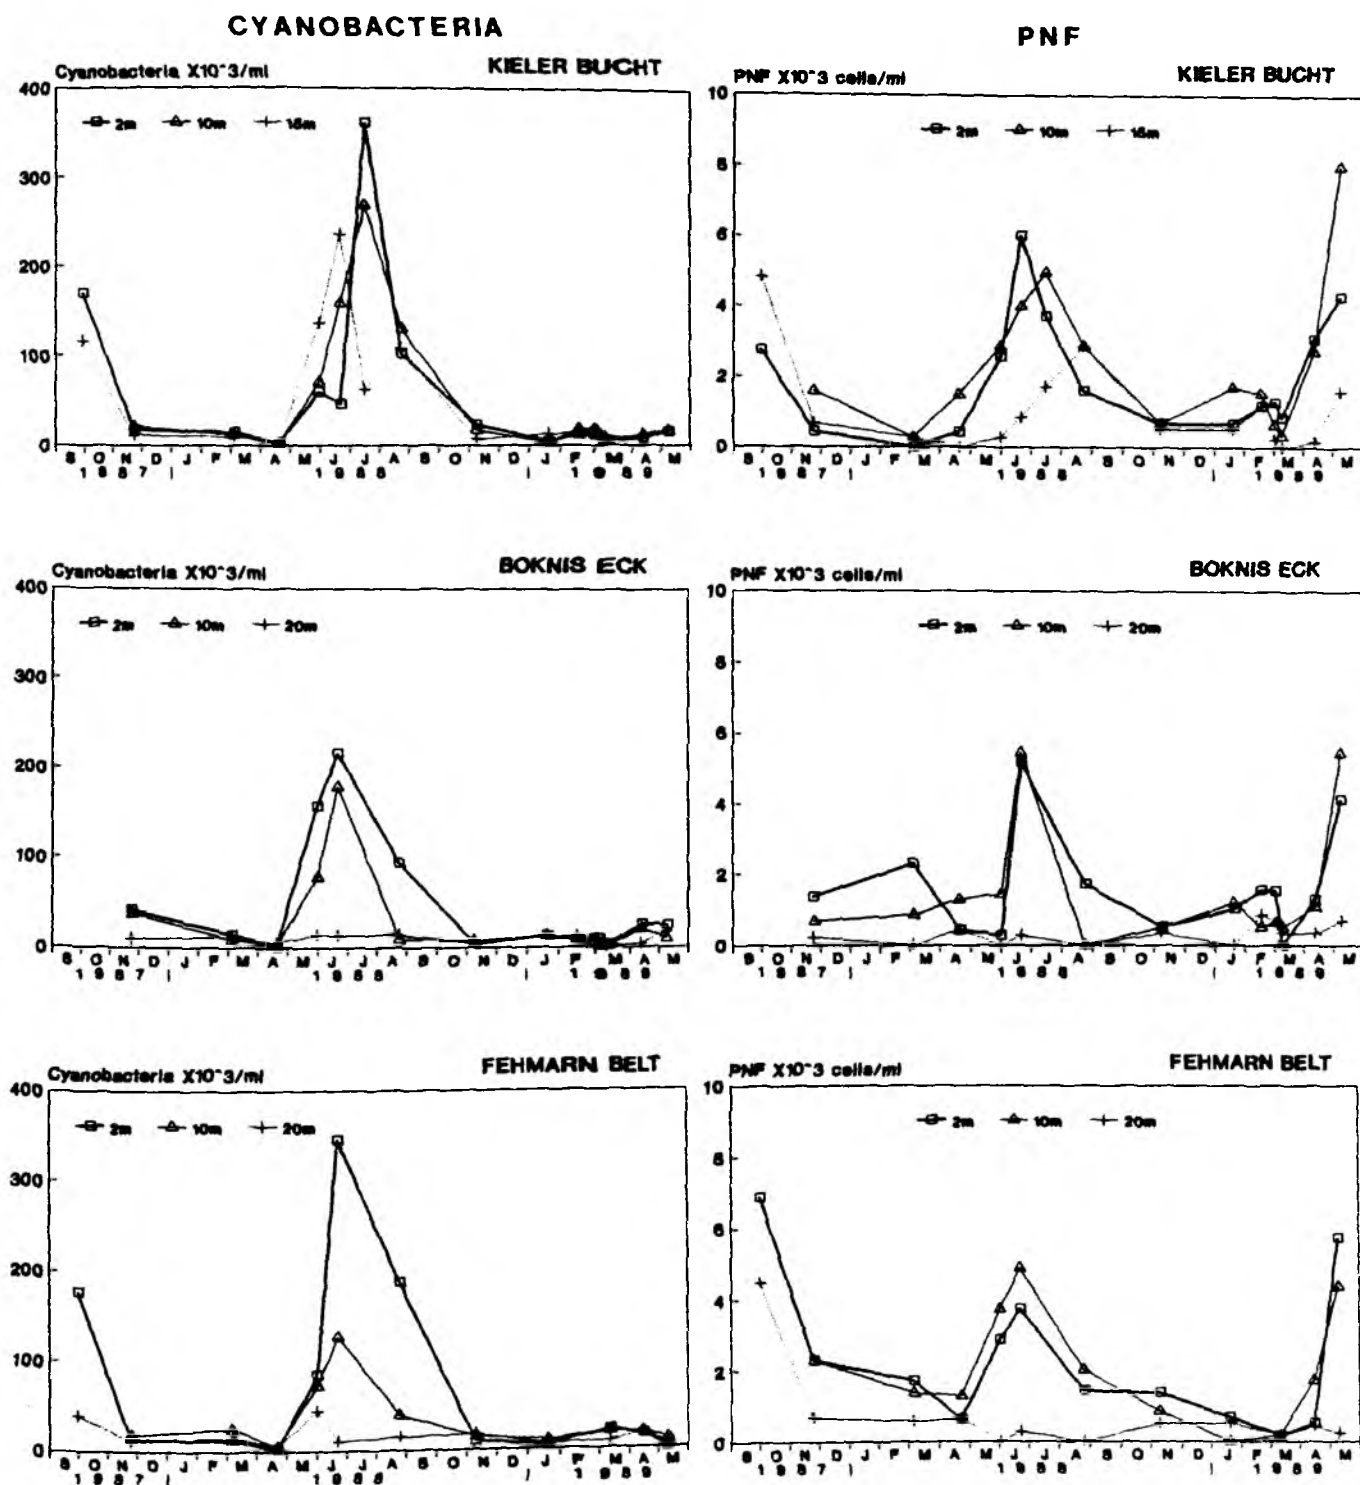 CYANOBACTERIA
PNF
Cyanobacteria X10^3/ml KIELER BUCHT
400
300
200
100
0
2m 10m 15m
S O N D J F M A M J J A S O N D J F M A M
1987 | 1988 | 1989
PNF X10^3 cells/ml KIELER BUCHT
10
8
6
4
2
0
2m 10m 15m
S O N D J F M A M J J A S O N D J F M A M
1987 | 1988 | 1989
Cyanobacteria X10^3/ml BOKNIS ECK
400
300
200
100
0
2m 10m 20m
S O N D J F M A M J J A S O N D J F M A M
1987 | 1988 | 1989
PNF X10^3 cells/ml BOKNIS ECK
10
8
6
4
2
0
2m 10m 20m
S O N D J F M A M J J A S O N D J F M A M
1987 | 1988 | 1989
Cyanobacteria X10^3/ml FEHMARN BELT
400
300
200
100
0
2m 10m 20m
S O N D J F M A M J J A S O N D J F M A M
1987 | 1988 | 1989
PNF X10^3 cells/ml FEHMARN BELT
10
8
6
4
2
0
2m 10m 20m
S O N D J F M A M J J A S O N D J F M A M
1987 | 1988 | 1989